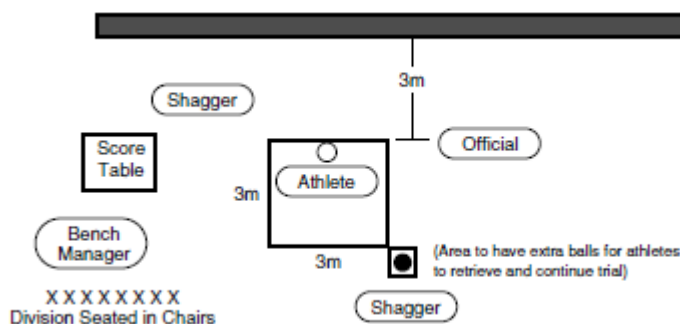 3m
Shagger
Official
Score
Table
Athlete
3m
Bench
Manager
3m
(Area to have extra balls for athletes
to retrieve and continue trial)
X X X X X X X X
Division Seated in Chairs
Shagger